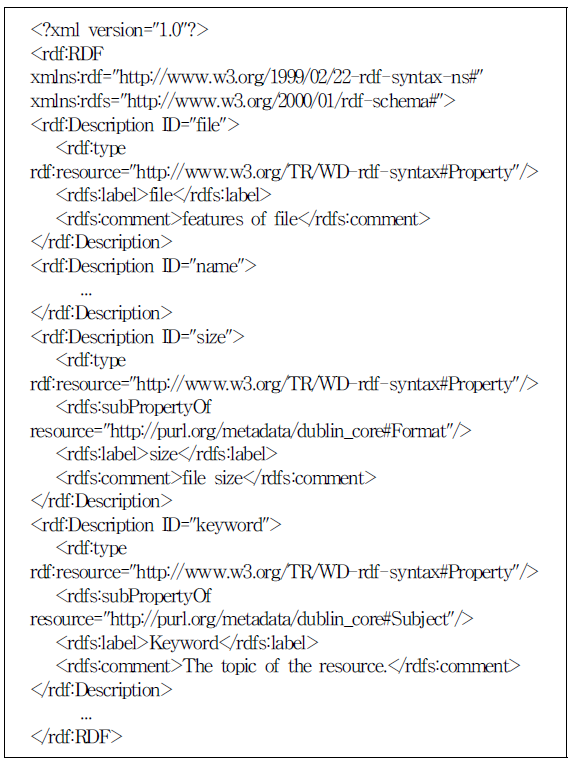 <?xml version="1.0"?>
<rdf:RDF
xmlns:rdf="http://www.w3.org/1999/02/22-rdf-syntax-ns#"
xmlns:rdfs="http://www.w3.org/2000/01/rdf-schema#">
<rdf:Description ID="file">
<rdf:type
rdf:resource="http://www.w3.org/TR/WD-rdf-syntax#Property"/>
<rdfs:label>file</rdfs:label>
<rdfs:comment>features of file</rdfs:comment>
</rdf:Description>
<rdf:Description ID="name">
...
</rdf:Description>
<rdf:Description ID="size">
<rdf:type
rdf:resource="http://www.w3.org/TR/WD-rdf-syntax#Property"/>
<rdfs:subPropertyOf
resource="http://purl.org/metadata/dublin_core#Format"/>
<rdfs:label>size</rdfs:label>
<rdfs:comment>file size</rdfs:comment>
</rdf:Description>
<rdf:Description ID="keyword">
<rdf:type
rdf:resource="http://www.w3.org/TR/WD-rdf-syntax#Property"/>
<rdfs:subPropertyOf
resource="http://purl.org/metadata/dublin_core#Subject"/>
<rdfs:label>Keyword</rdfs:label>
<rdfs:comment>The topic of the resource.</rdfs:comment>
</rdf:Description>
...
</rdf:RDF>